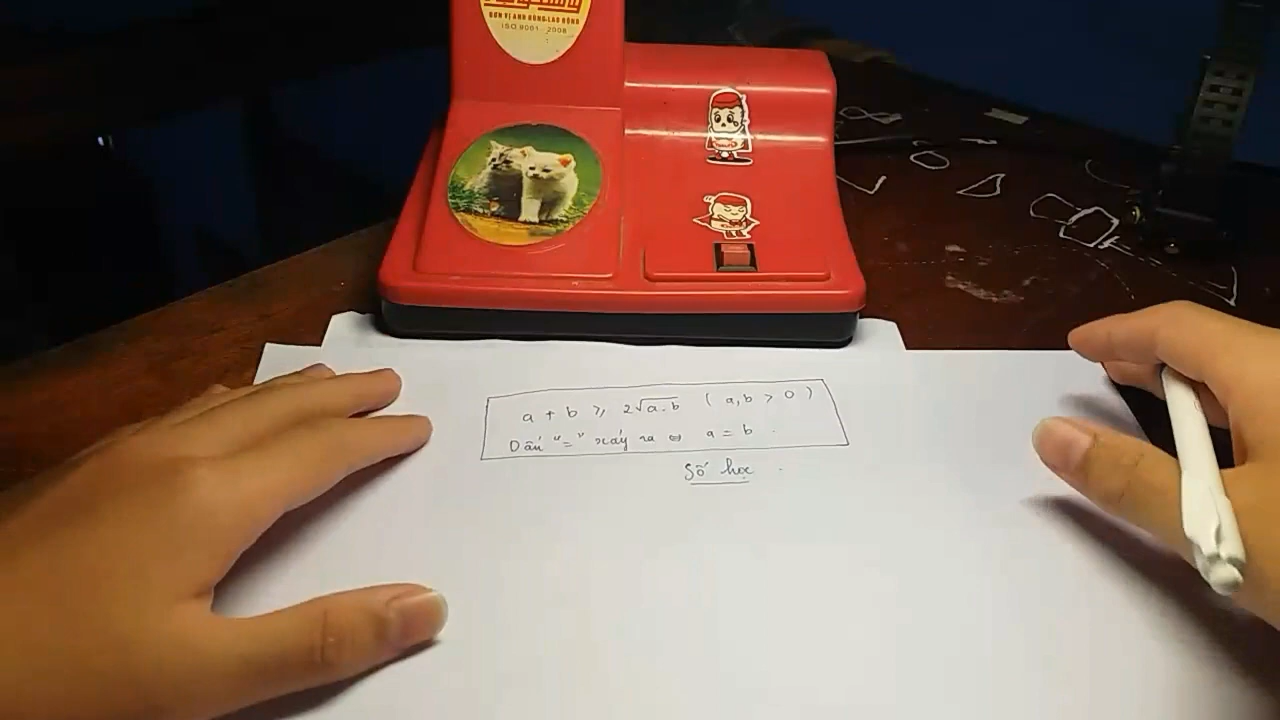 ĐƠN VỊ ANH HÙNG LAO ĐỘNG
ISO 9001 : 2008
a + b ≥ 2√a.b ( a,b > 0 )
Dấu "=" xảy ra ⇔ a = b .
Số học .